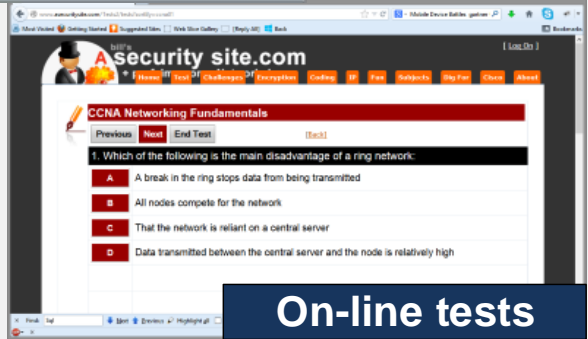 Most Visited Getting Started Suggested Sites Web Slice Gallery [Reply All] Back Bookmarks
bill's
A security site.com
[ Log On ]
Home Test Challenges Encryption Coding IP Fun Subjects Dig For Cisco About
CCNA Networking Fundamentals
Previous Next End Test [Back]
1. Which of the following is the main disadvantage of a ring network:
A A break in the ring stops data from being transmitted
B All nodes compete for the network
C That the network is reliant on a central server
D Data transmitted between the central server and the node is relatively high
Next Previous Highlight all
On-line tests